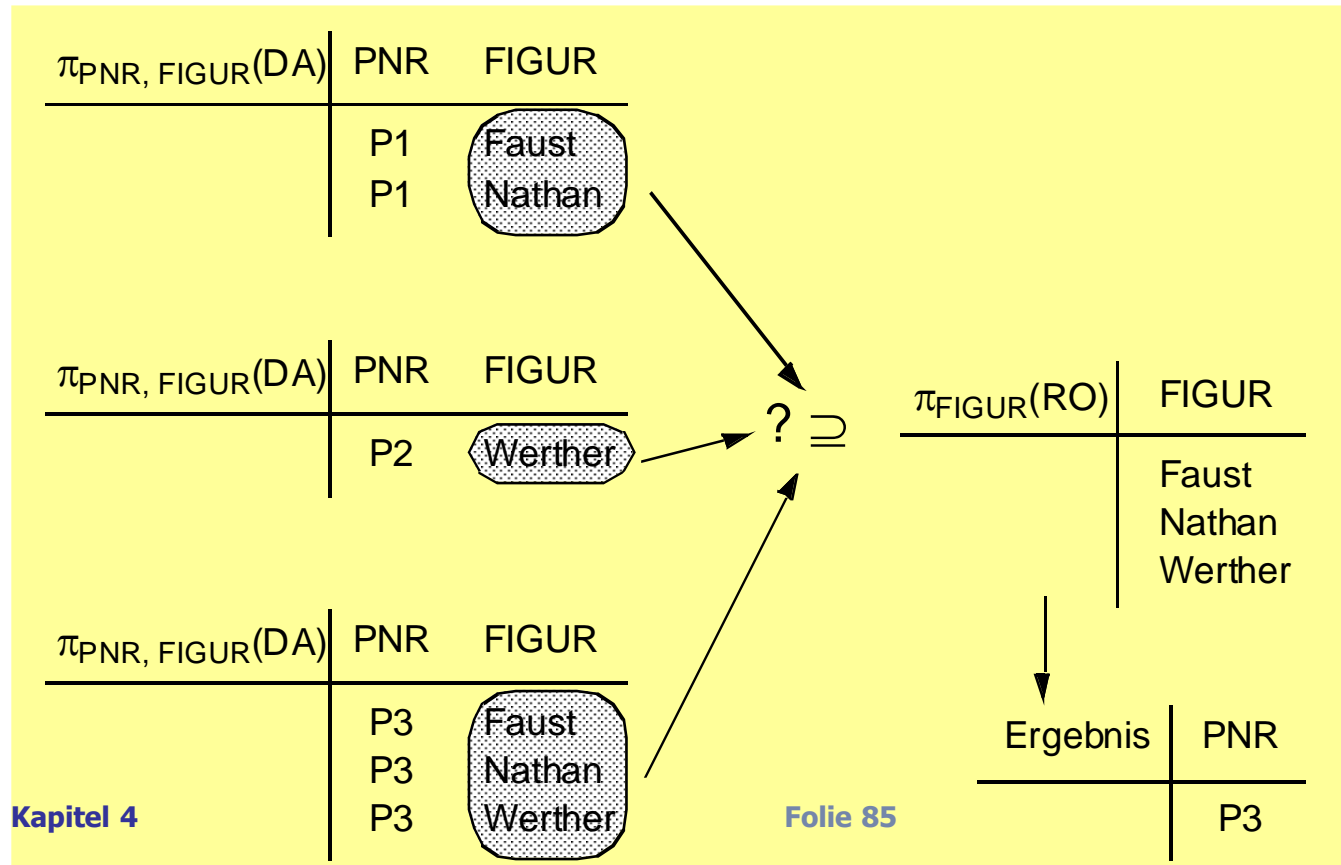 πPNR, FIGUR(DA) PNR FIGUR
P1 Faust
P1 Nathan
πPNR, FIGUR(DA) PNR FIGUR
P2 Werther
πPNR, FIGUR(DA) PNR FIGUR
P3 Faust
P3 Nathan
P3 Werther
? ⊇
πFIGUR(RO) FIGUR
Faust
Nathan
Werther
Ergebnis PNR
P3
Kapitel 4
Folie 85